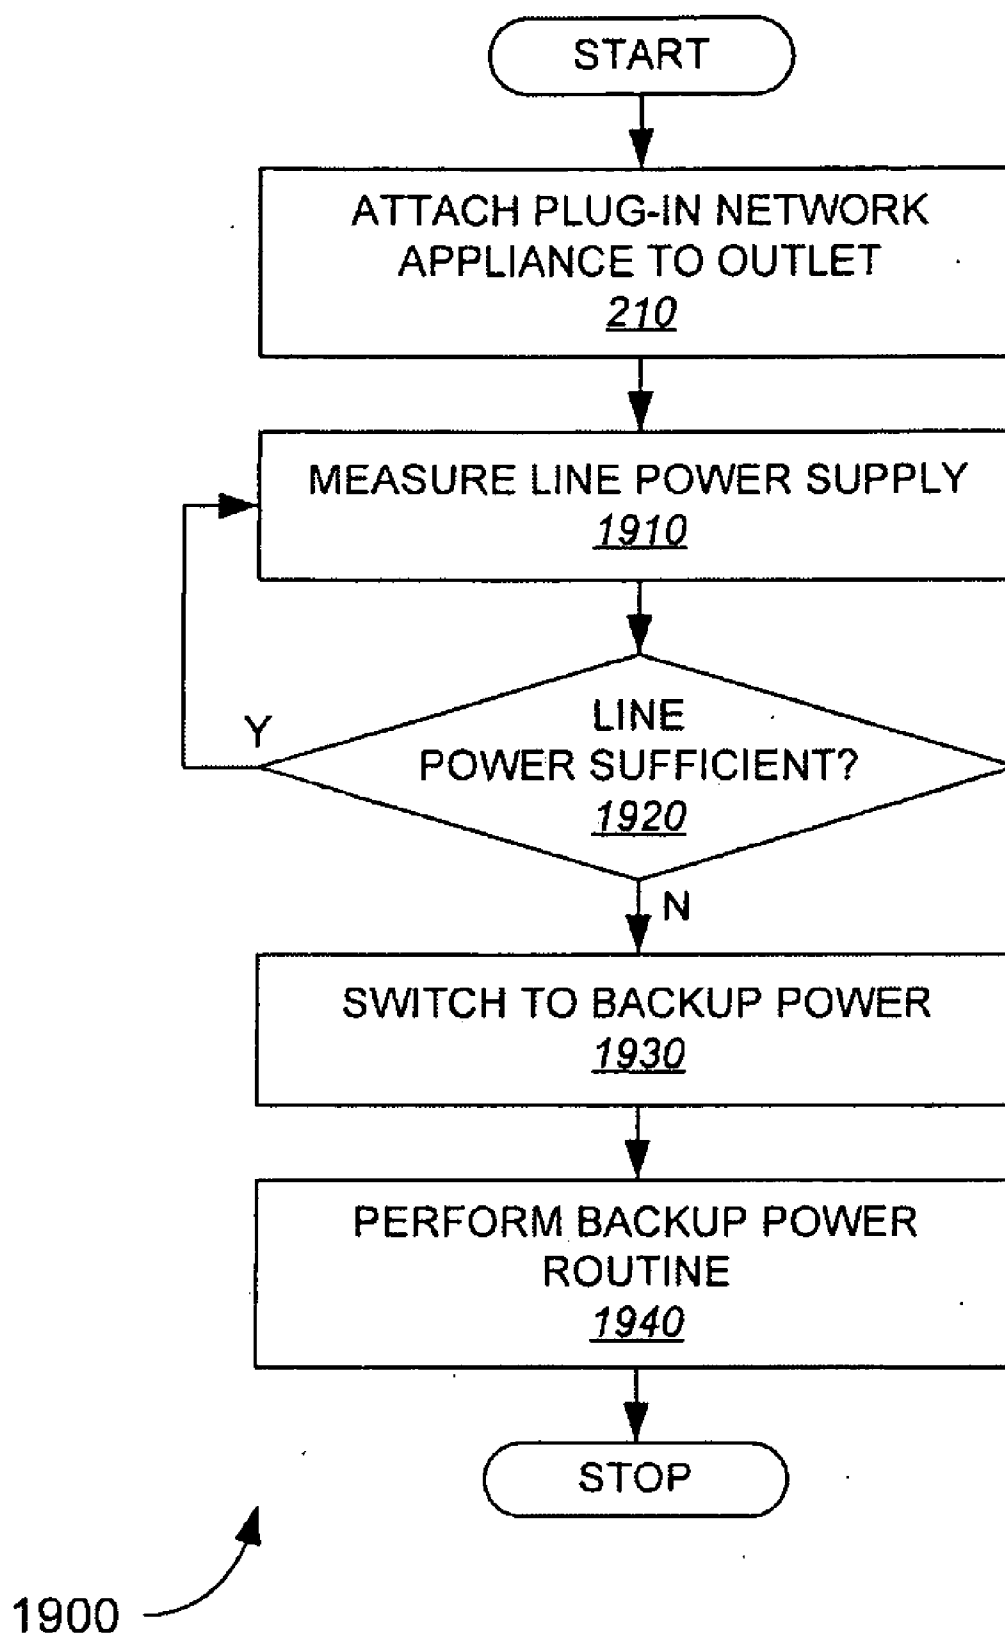 START
ATTACH PLUG-IN NETWORK
APPLIANCE TO OUTLET
210
MEASURE LINE POWER SUPPLY
1910
Y
LINE
POWER SUFFICIENT?
1920
N
SWITCH TO BACKUP POWER
1930
PERFORM BACKUP POWER
ROUTINE
1940
STOP
1900